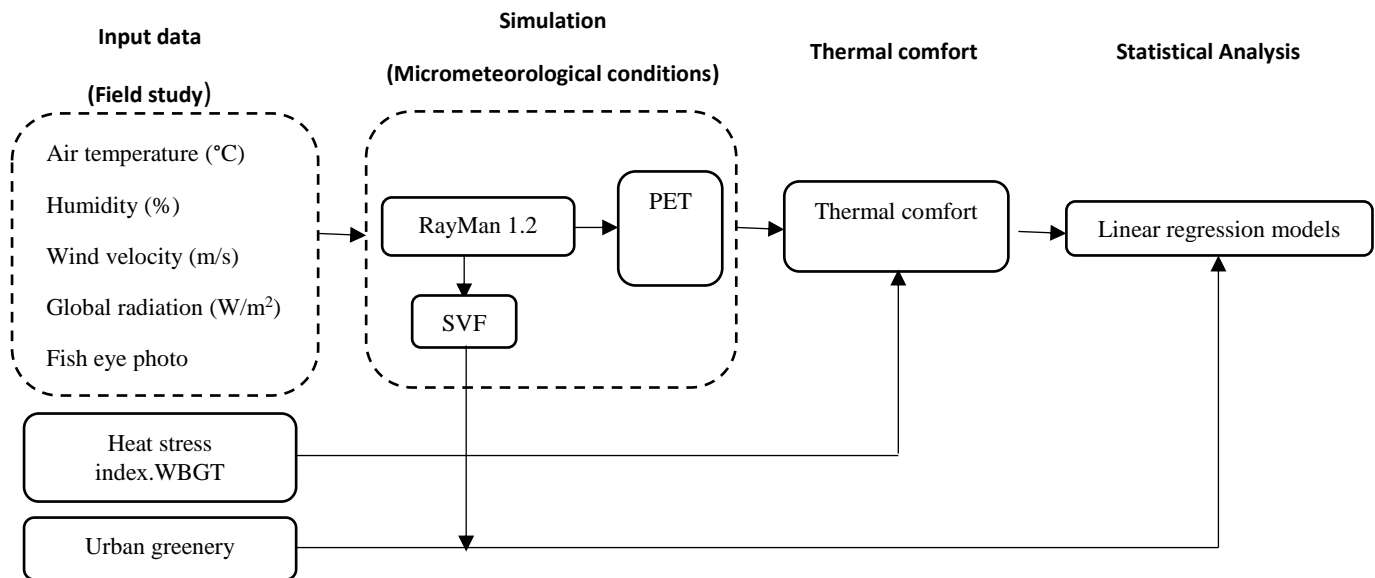 Input data
(Field study)
Simulation
(Micrometeorological conditions)
Thermal comfort
Statistical Analysis
Air temperature (°C)
Humidity (%)
Wind velocity (m/s)
Global radiation (W/m²)
Fish eye photo
RayMan 1.2
PET
SVF
Thermal comfort
Linear regression models
Heat stress
index.WBGT
Urban greenery